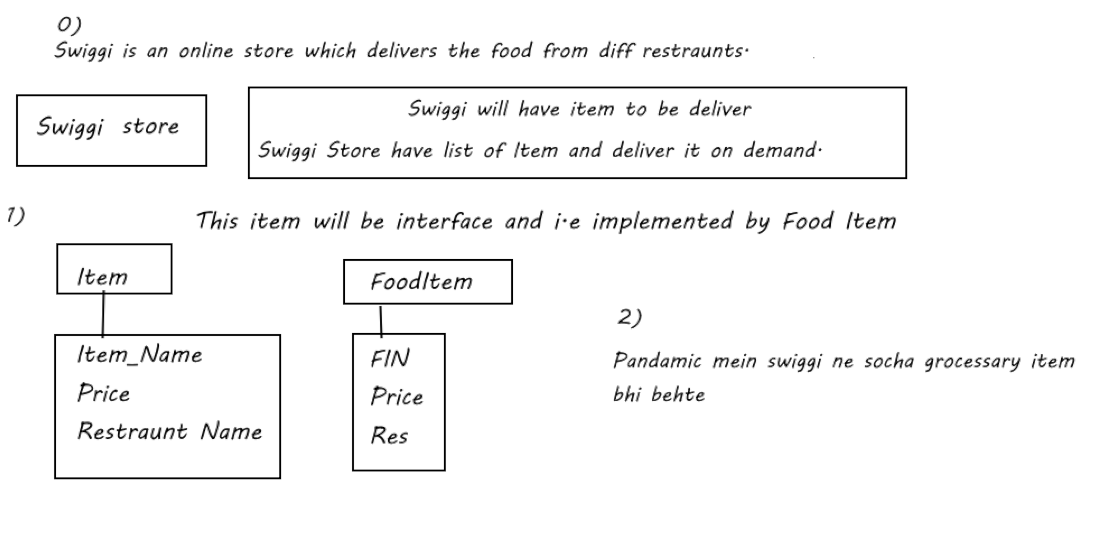 0)
Swiggi is an online store which delivers the food from diff restraunts.
Swiggi store
Swiggi will have item to be deliver
Swiggi Store have list of Item and deliver it on demand.
1)
This item will be interface and i.e implemented by Food Item
Item
Item_Name
Price
Restraunt Name
FoodItem
FIN
Price
Res
2)
Pandamic mein swiggi ne socha grocessary item
bhi behte